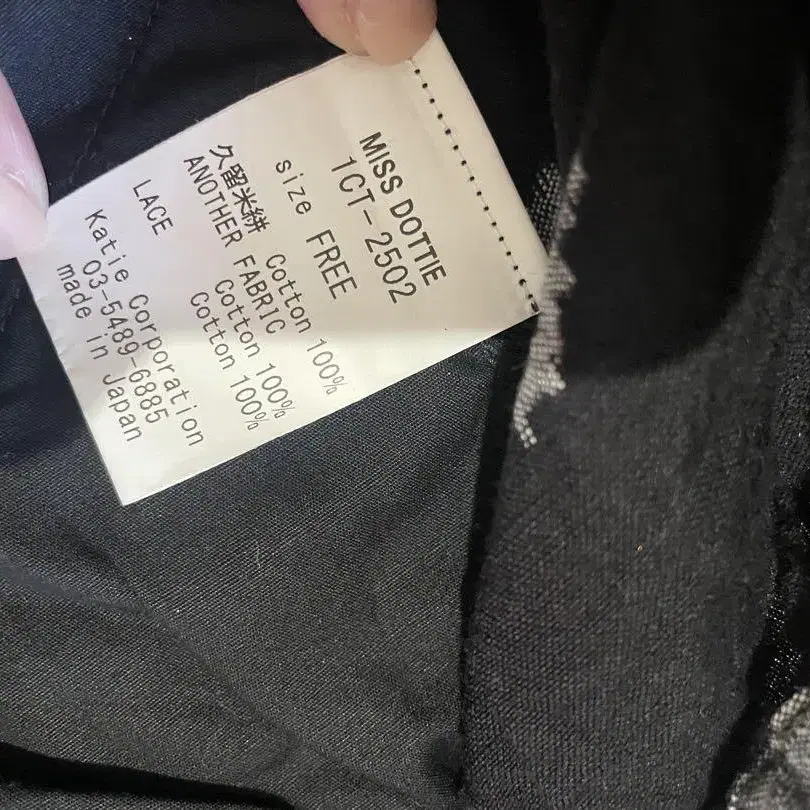 MISS DOTTIE
1CT-2502
size FREE
久留米絣 Cotton 100%
ANOTHER FABRIC Cotton 100%
LACE Cotton 100%
Katie Corporation
03-5489-6885
made in Japan